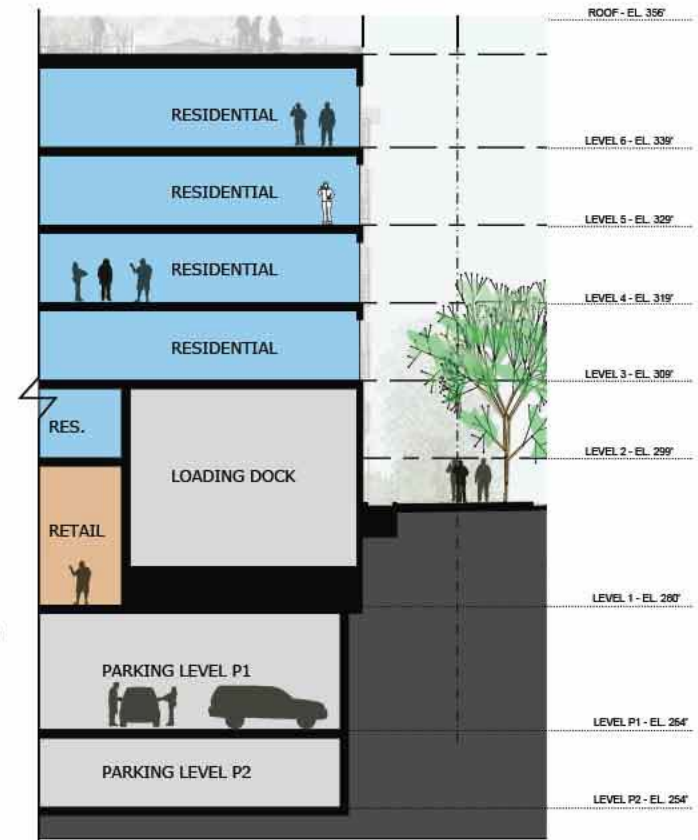 ROOF - EL. 356'
RESIDENTIAL
LEVEL 6 - EL. 339'
RESIDENTIAL
LEVEL 5 - EL. 329'
RESIDENTIAL
LEVEL 4 - EL. 319'
RESIDENTIAL
LEVEL 3 - EL. 309'
RES.
LEVEL 2 - EL. 299'
LOADING DOCK
RETAIL
LEVEL 1 - EL. 280'
PARKING LEVEL P1
LEVEL P1 - EL. 264'
PARKING LEVEL P2
LEVEL P2 - EL. 254'